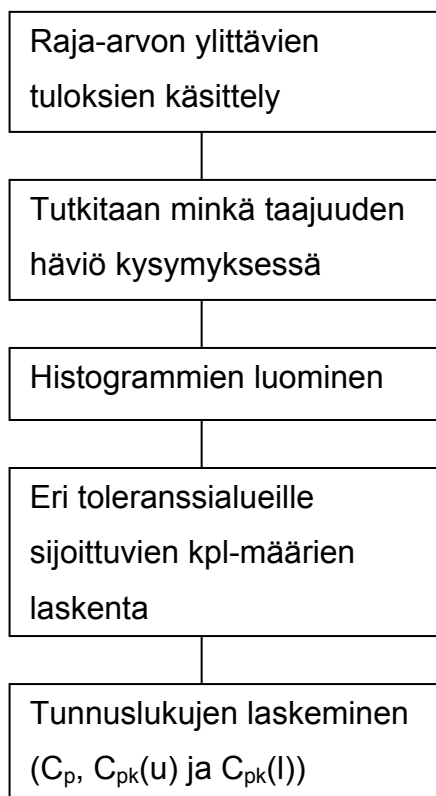 Raja-arvon ylittävien
tuloksien käsittely
Tutkitaan minkä taajuuden
häviö kysymyksessä
Histogrammien luominen
Eri toleranssialueille
sijoittuvien kpl-määrien
laskenta
Tunnuslukujen laskeminen
(Cp, Cpk(u) ja Cpk(l))